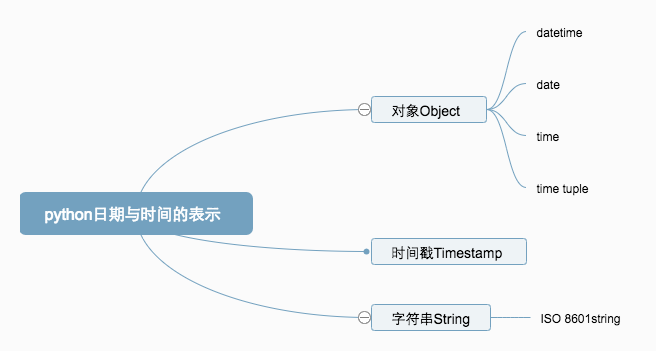 python日期与时间的表示
对象Object
datetime
date
time
time tuple
时间戳Timestamp
字符串String
ISO 8601string